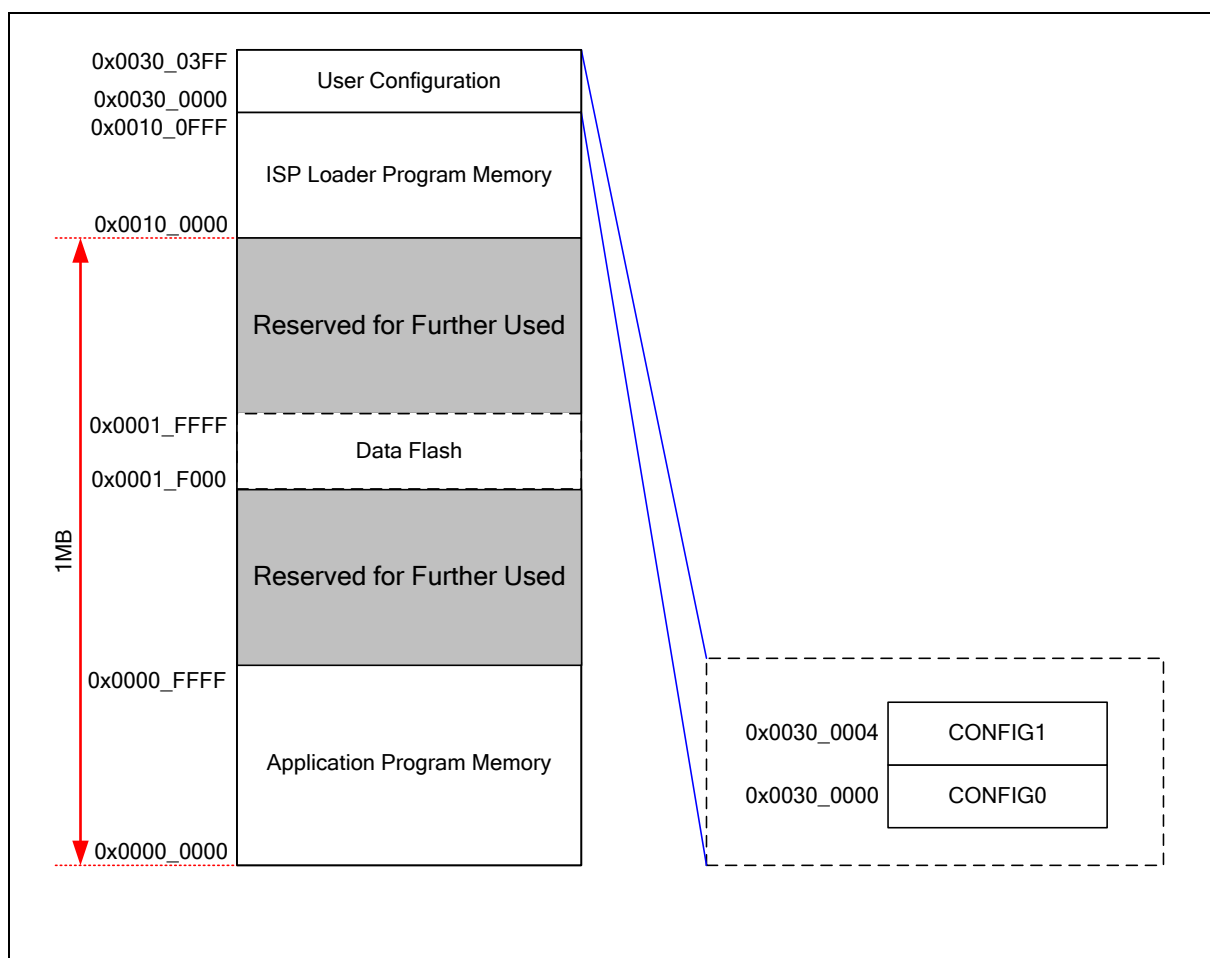 0x0030_03FF
User Configuration
0x0030_0000
0x0010_0FFF
ISP Loader Program Memory
0x0010_0000
Reserved for Further Used
0x0001_FFFF
Data Flash
0x0001_F000
1MB
Reserved for Further Used
0x0000_FFFF
Application Program Memory
0x0000_0000
0x0030_0004
CONFIG1
0x0030_0000
CONFIG0